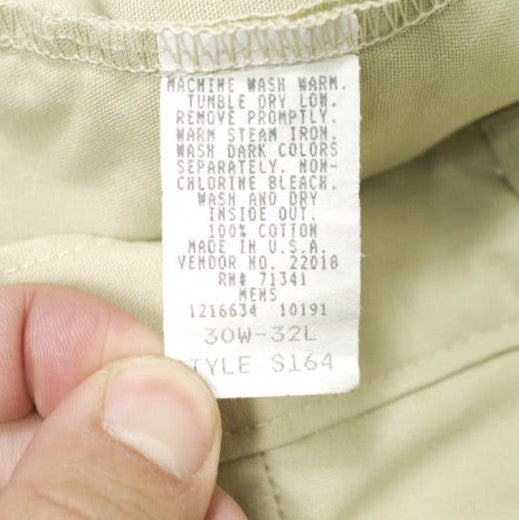 MACHINE WASH WARM.
TUMBLE DRY LOW.
REMOVE PROMPTLY.
WARM STEAM IRON.
WASH DARK COLORS
SEPARATELY. NON-
CHLORINE BLEACH.
WASH AND DRY
INSIDE OUT.
100% COTTON
MADE IN U.S.A.
VENDOR NO. 22018
RN# 71341
MENS
1216634 10191
30W-32L
STYLE S164